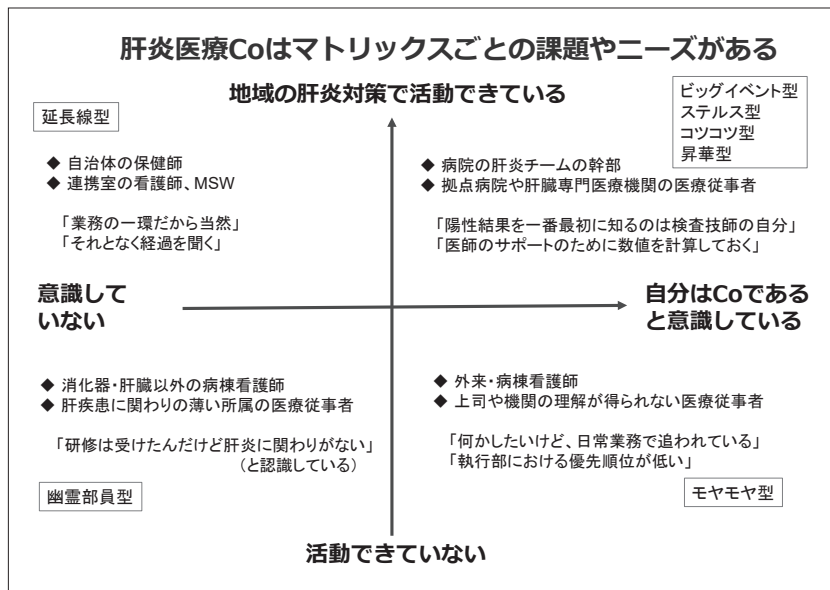 肝炎医療Coはマトリックスごとの課題やニーズがある
地域の肝炎対策で活動できている
延長線型
◆ 自治体の保健師
◆ 連携室の看護師、MSW
「業務の一環だから当然」
「それとなく経過を聞く」
ビッグイベント型
ステルス型
コツコツ型
昇華型
◆ 病院の肝炎チームの幹部
◆ 拠点病院や肝臓専門医療機関の医療従事者
「陽性結果を一番最初に知るのは検査技師の自分」
「医師のサポートのために数値を計算しておく」
意識して
いない
自分はCoである
と意識している
◆ 消化器・肝臓以外の病棟看護師
◆ 肝疾患に関わりの薄い所属の医療従事者
「研修は受けたんだけど肝炎に関わりがない」
（と認識している）
幽霊部員型
◆ 外来・病棟看護師
◆ 上司や機関の理解が得られない医療従事者
「何かしたいけど、日常業務で追われている」
「執行部における優先順位が低い」
モヤモヤ型
活動できていない